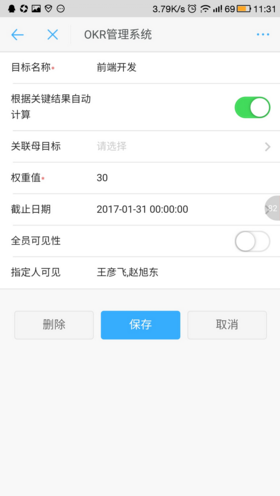 3.79K/s 69 11:31
OKR管理系统
目标名称* 前端开发
根据关键结果自动
计算
关联母目标 请选择
权重值* 30
截止日期 2017-01-31 00:00:00
全员可见性
指定人可见 王彦飞,赵旭东
删除 保存 取消